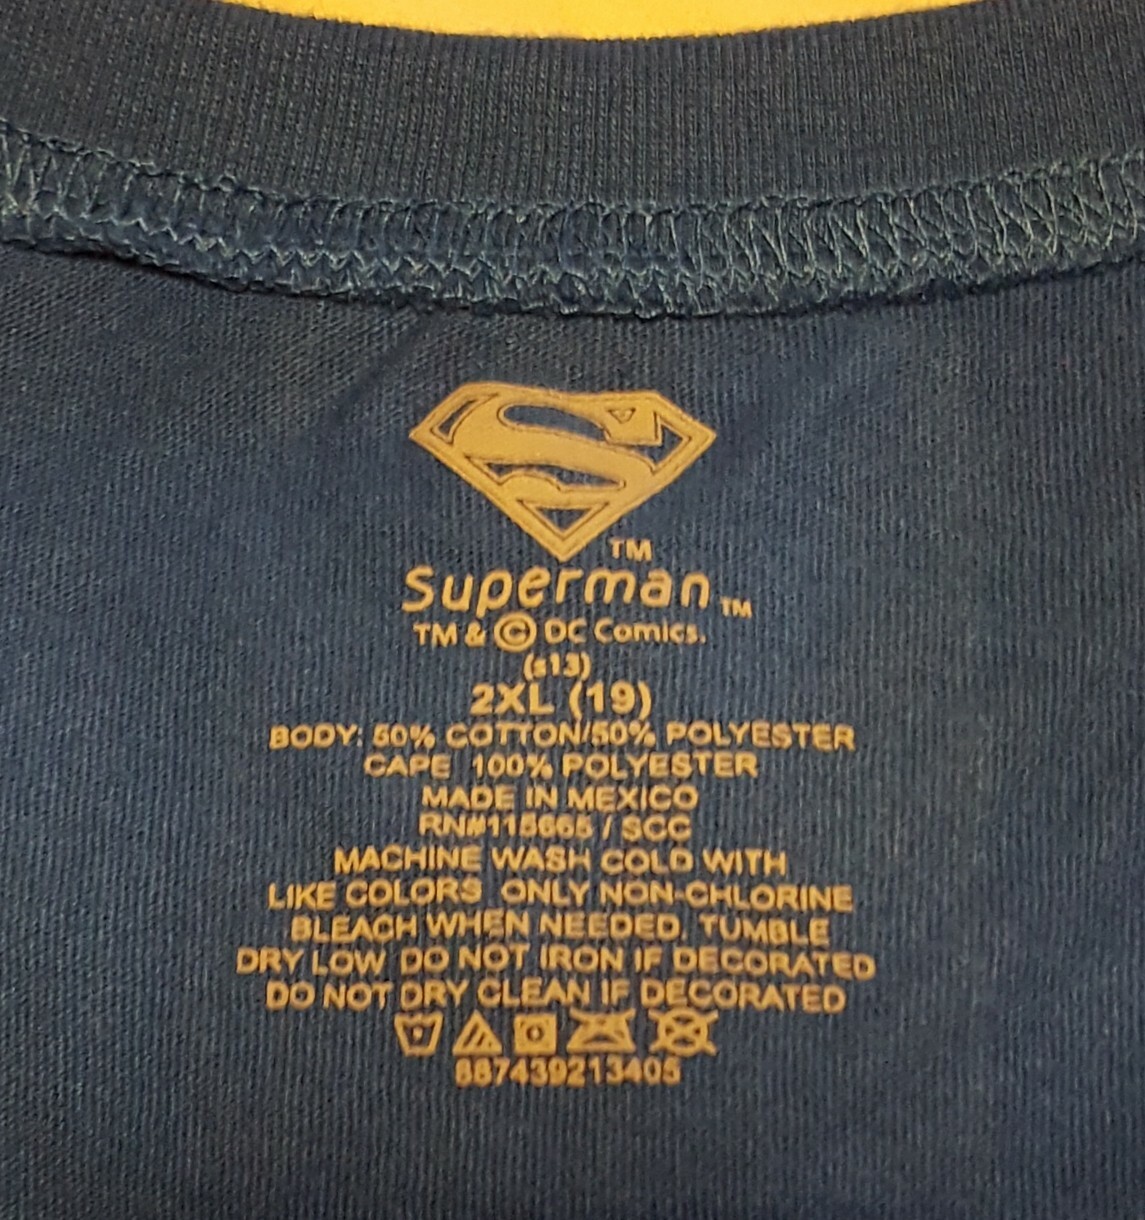 S
TM
Superman TM
TM & © DC Comics.
(s13)
2XL (19)
BODY: 50% COTTON/50% POLYESTER
CAPE 100% POLYESTER
MADE IN MEXICO
RN#115665 / SCC
MACHINE WASH COLD WITH
LIKE COLORS ONLY NON-CHLORINE
BLEACH WHEN NEEDED. TUMBLE
DRY LOW DO NOT IRON IF DECORATED
DO NOT DRY CLEAN IF DECORATED
887439213405